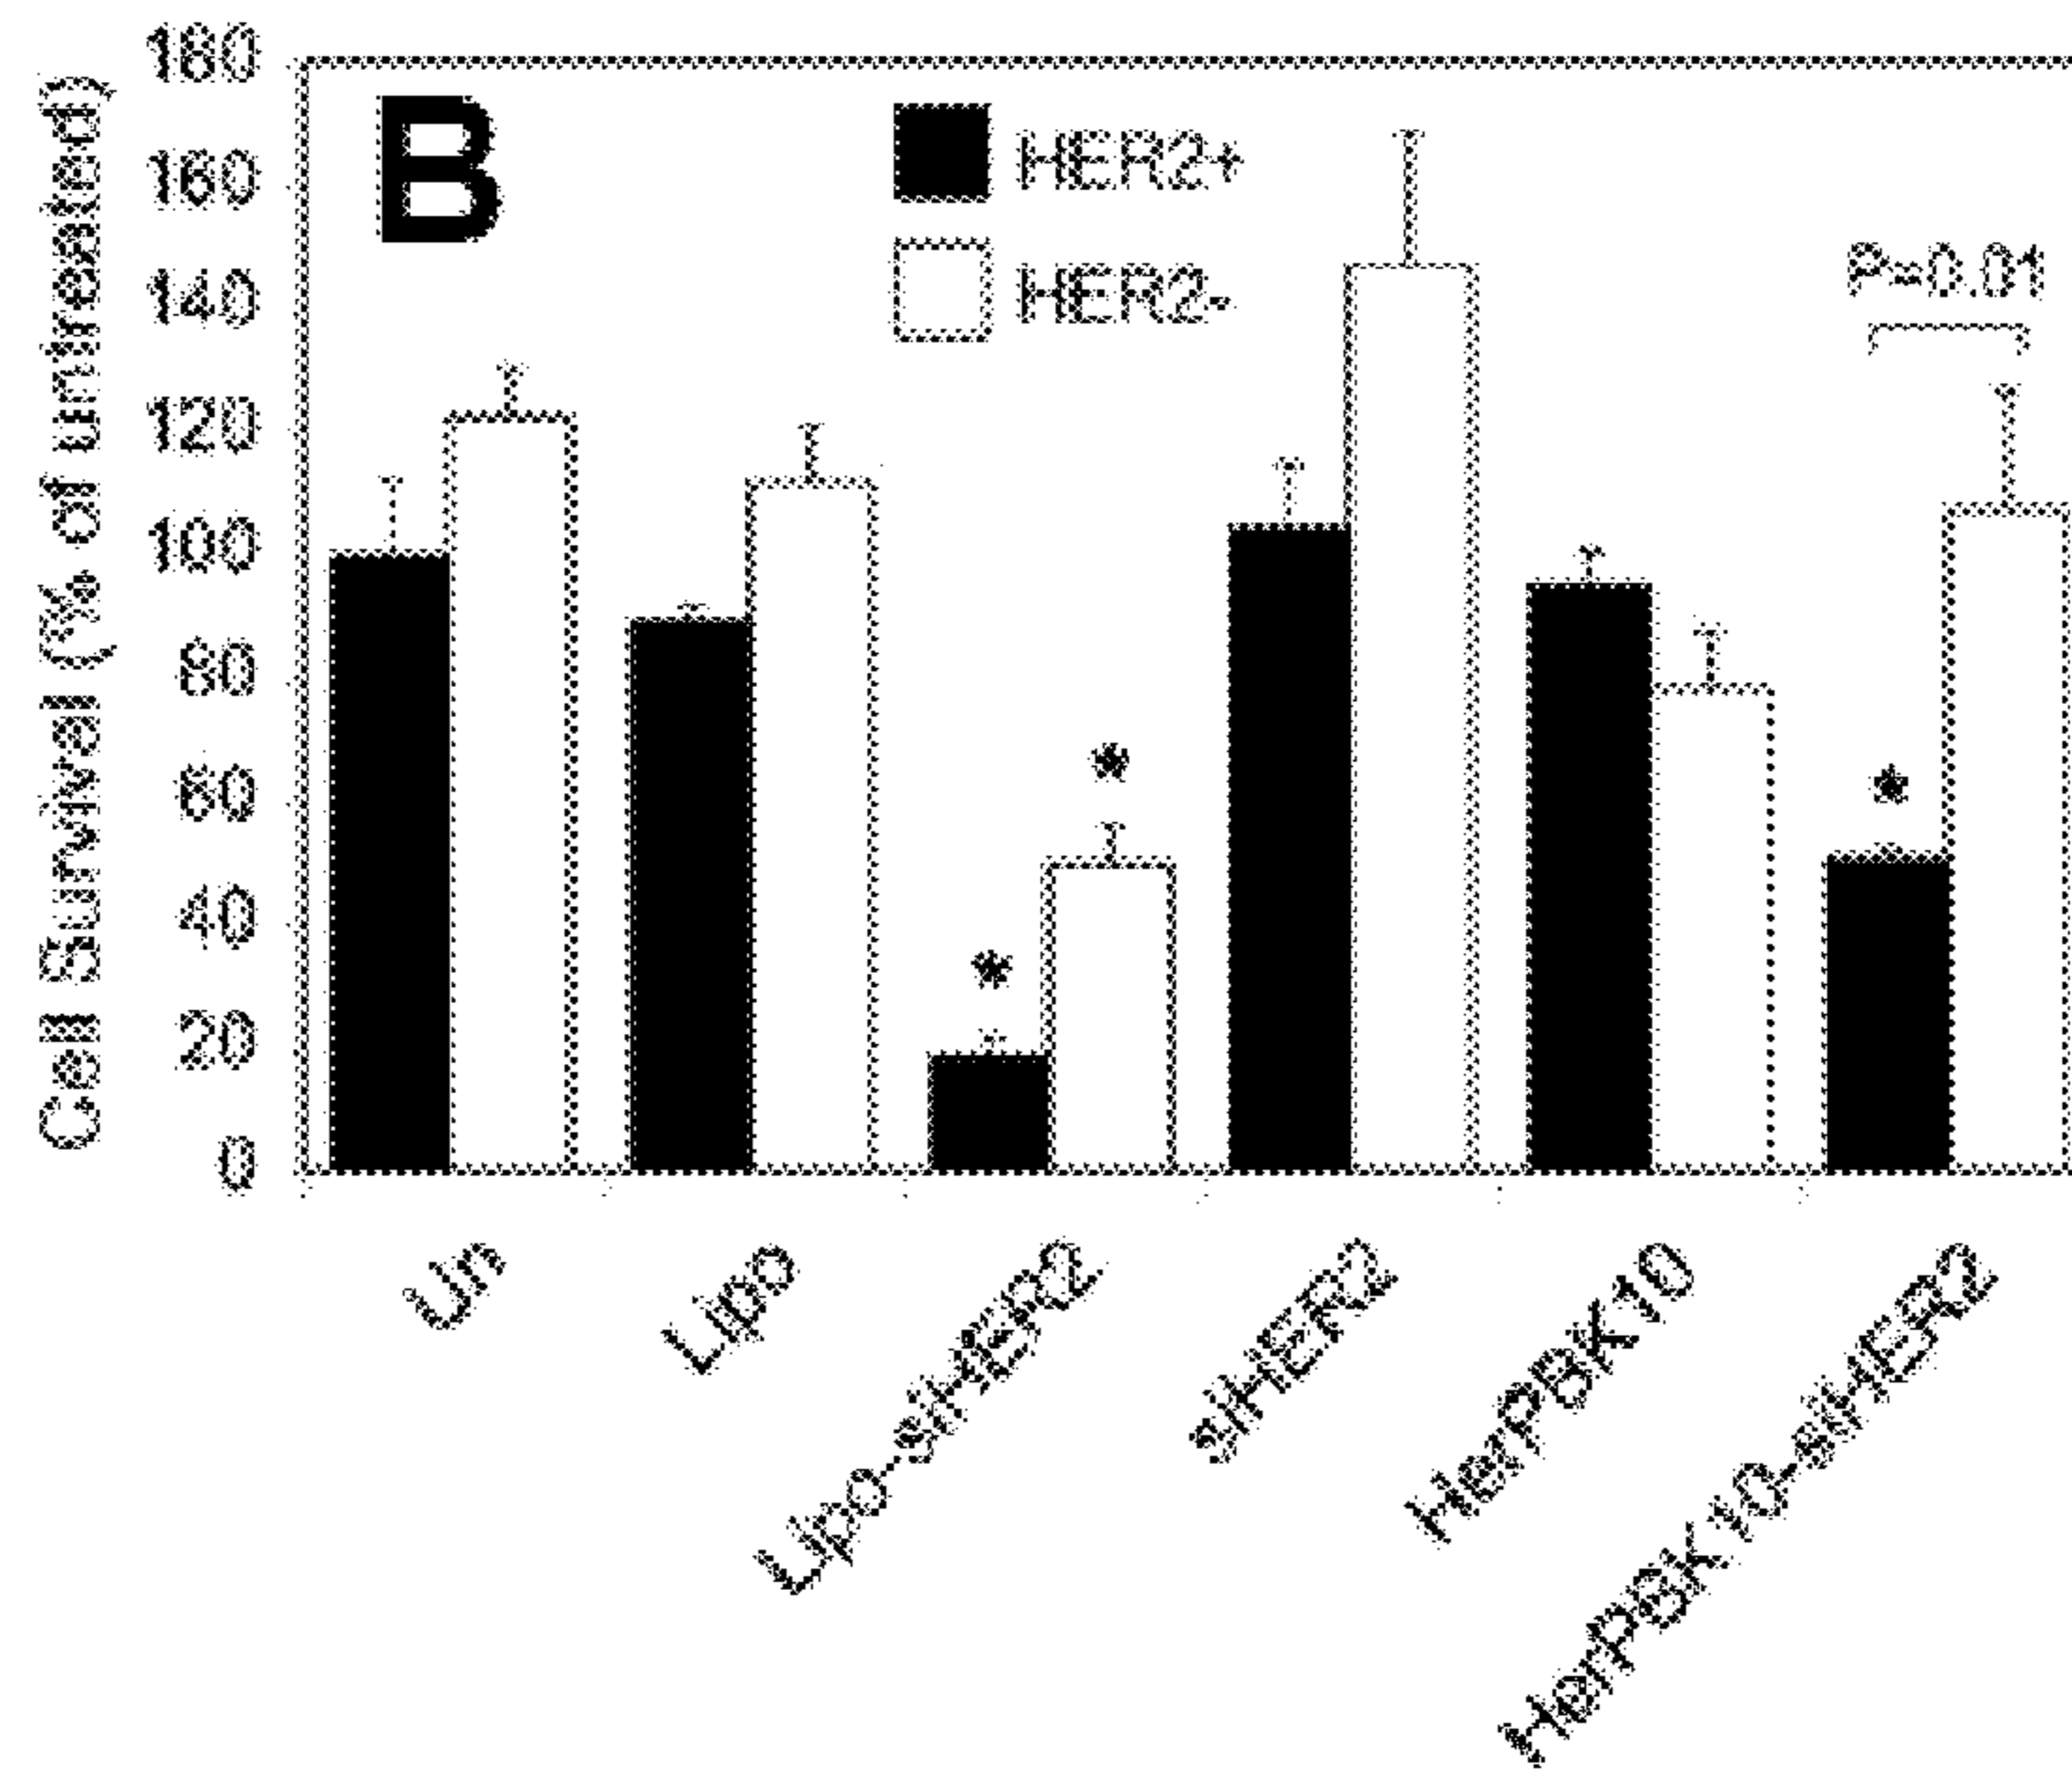 Cell Survival (% of untreated)
180
160
140
120
100
80
60
40
20
0
B
HER2+
HER2-
P=0.01
*
*
*
Un
Lipo
Lipo-siHER2
siHER2
HerPBK10
HerPBK10-siHER2